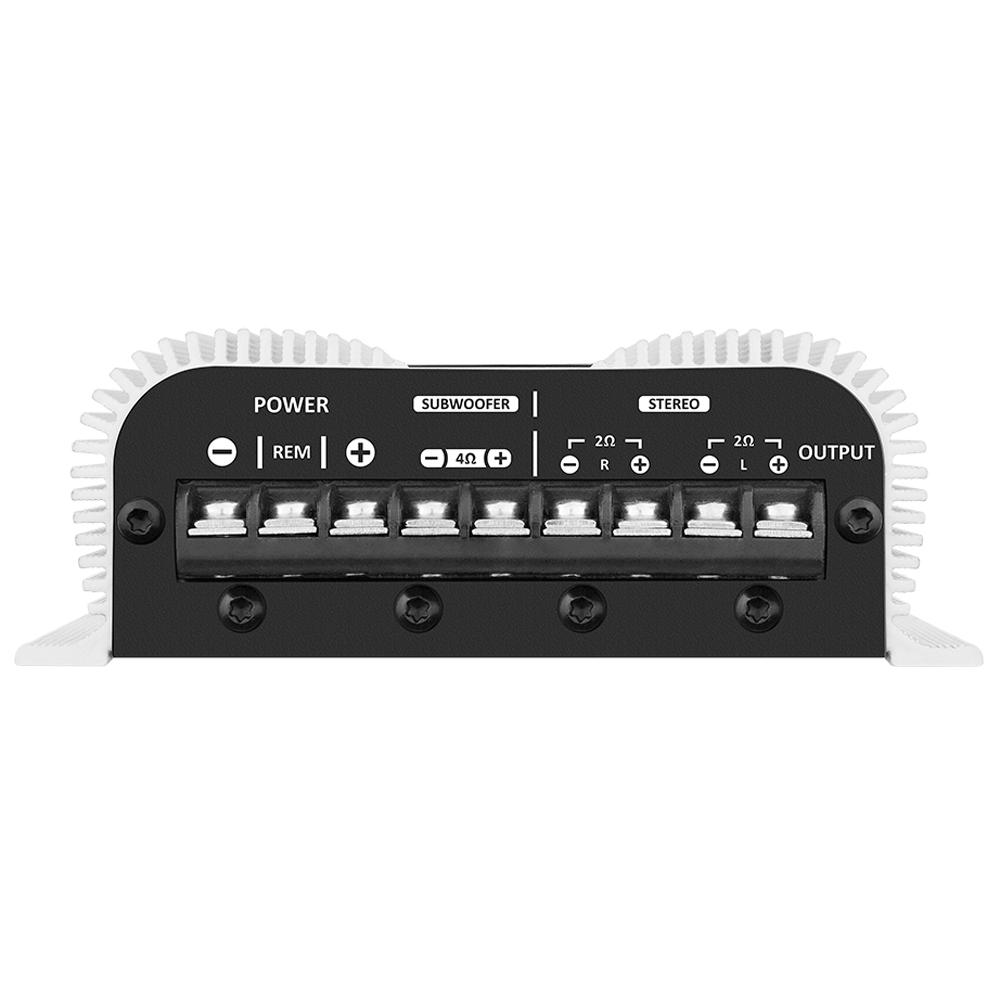 POWER SUBWOOFER | STEREO
− | REM | + − 4Ω + 2Ω 2Ω OUTPUT
− R + − L +